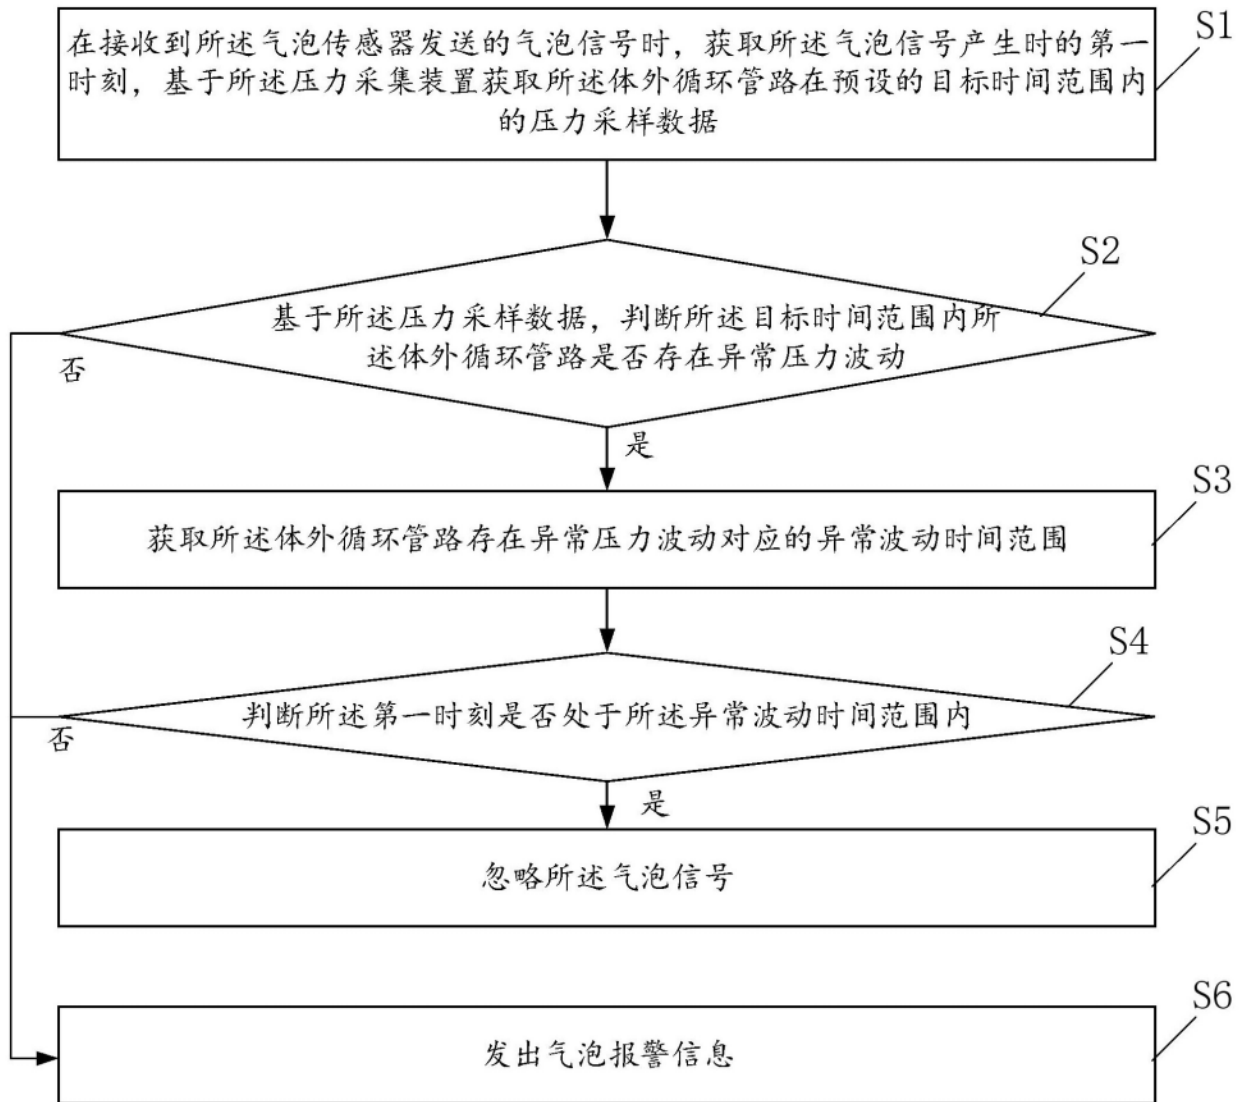 在接收到所述气泡传感器发送的气泡信号时，获取所述气泡信号产生时的第一
时刻，基于所述压力采集装置获取所述体外循环管路在预设的目标时间范围内
的压力采样数据
S1
S2
基于所述压力采样数据，判断所述目标时间范围内所
述体外循环管路是否存在异常压力波动
否
是
S3
获取所述体外循环管路存在异常压力波动对应的异常波动时间范围
S4
判断所述第一时刻是否处于所述异常波动时间范围内
否
是
S5
忽略所述气泡信号
S6
发出气泡报警信息